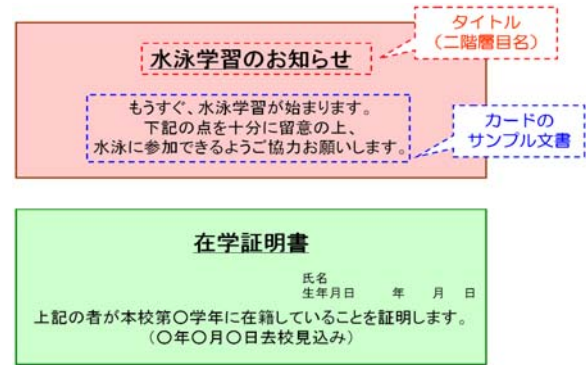 タイトル
(二階層目名)
水泳学習のお知らせ
もうすぐ、水泳学習が始まります。
下記の点を十分に留意の上、
水泳に参加できるようご協力お願いします。
カードの
サンプル文書
在学証明書
氏名
生年月日 年 月 日
上記の者が本校第〇学年に在籍していることを証明します。
(〇年〇月〇日去校見込み)